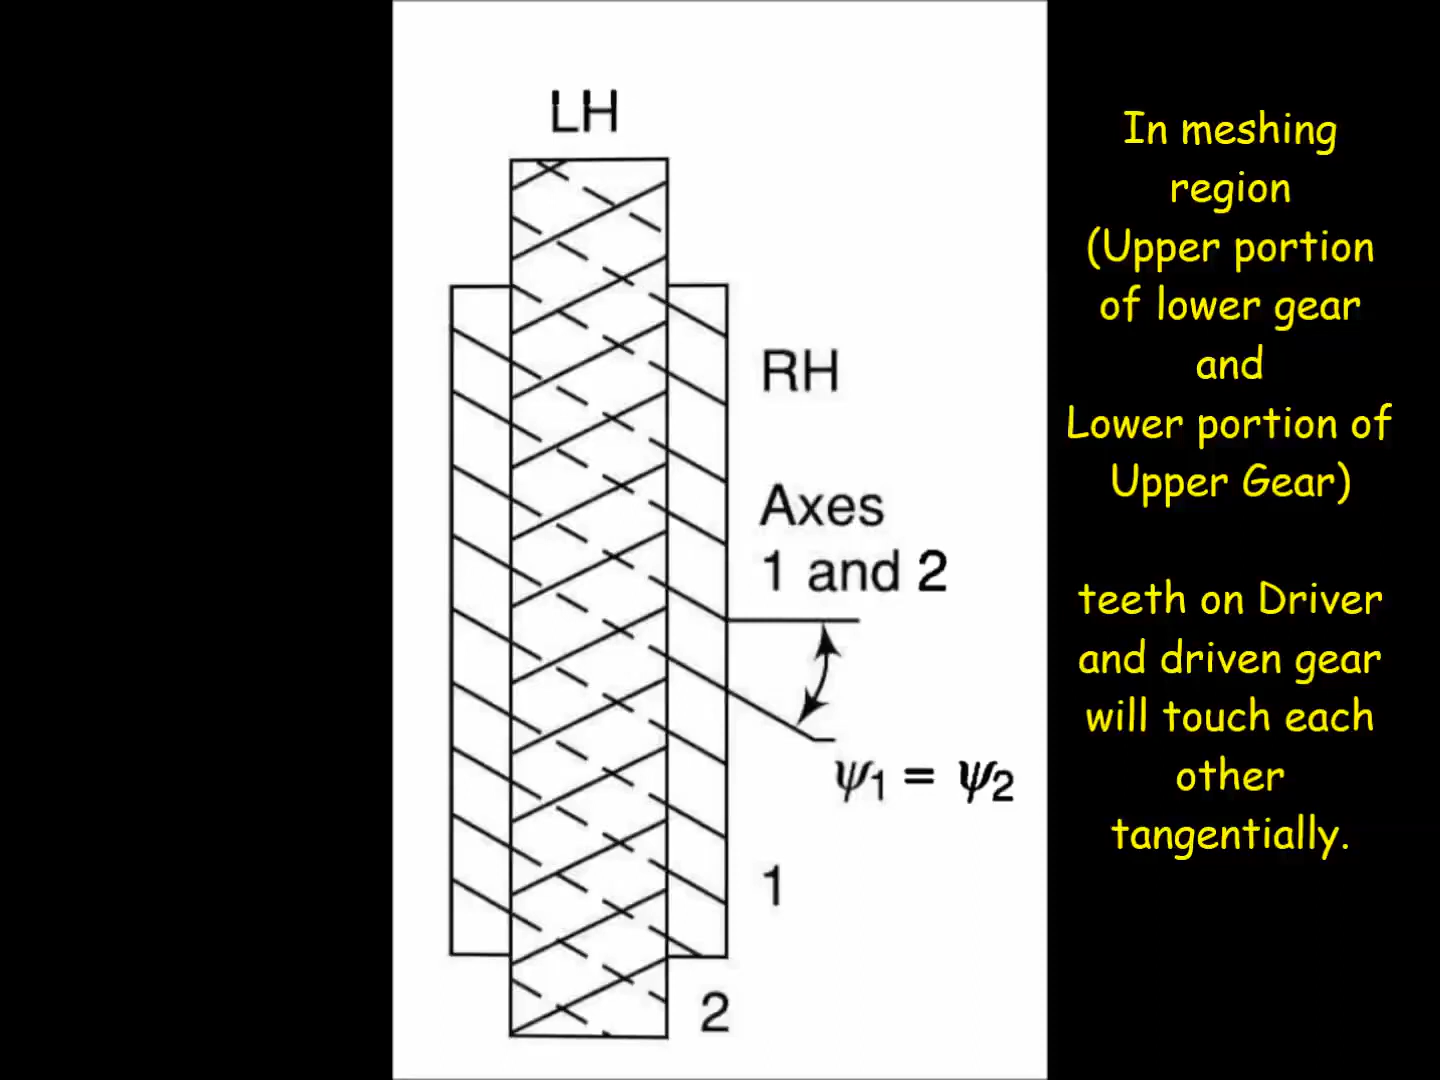 LH
RH
Axes
1 and 2
ψ1 = ψ2
1
2
In meshing
region
(Upper portion
of lower gear
and
Lower portion of
Upper Gear)
teeth on Driver
and driven gear
will touch each
other
tangentially.